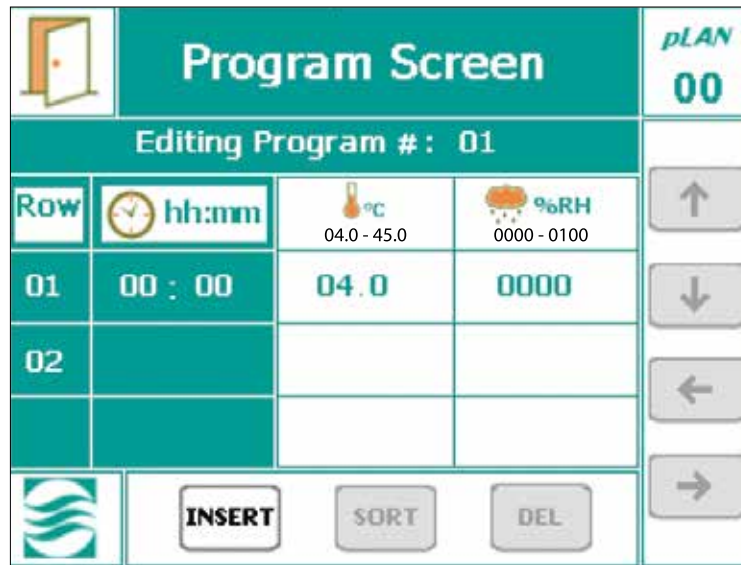 Program Screen
pLAN
00
Editing Program #: 01
Row hh:mm °C %RH
04.0 - 45.0 0000 - 0100
01 00 : 00 04.0 0000
02
INSERT SORT DEL